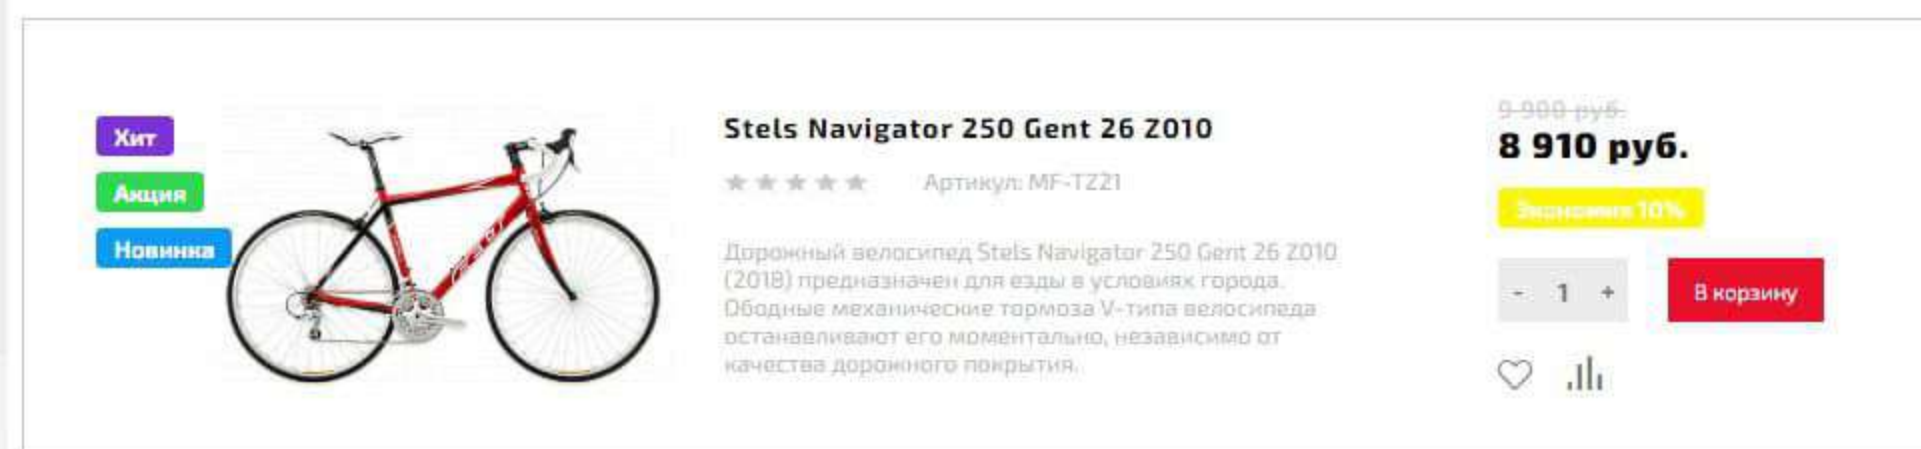 Хит
Акция
Новинка
Stels Navigator 250 Gent 26 Z010
Артикул: MF-TZ21
Дорожный велосипед Stels Navigator 250 Gent 26 Z010
(2018) предназначен для езды в условиях города.
Ободные механические тормоза V-типа велосипеда
останавливают его моментально, независимо от
качества дорожного покрытия.
9 900 руб.
8 910 руб.
Экономия 10%
- 1 +
В корзину